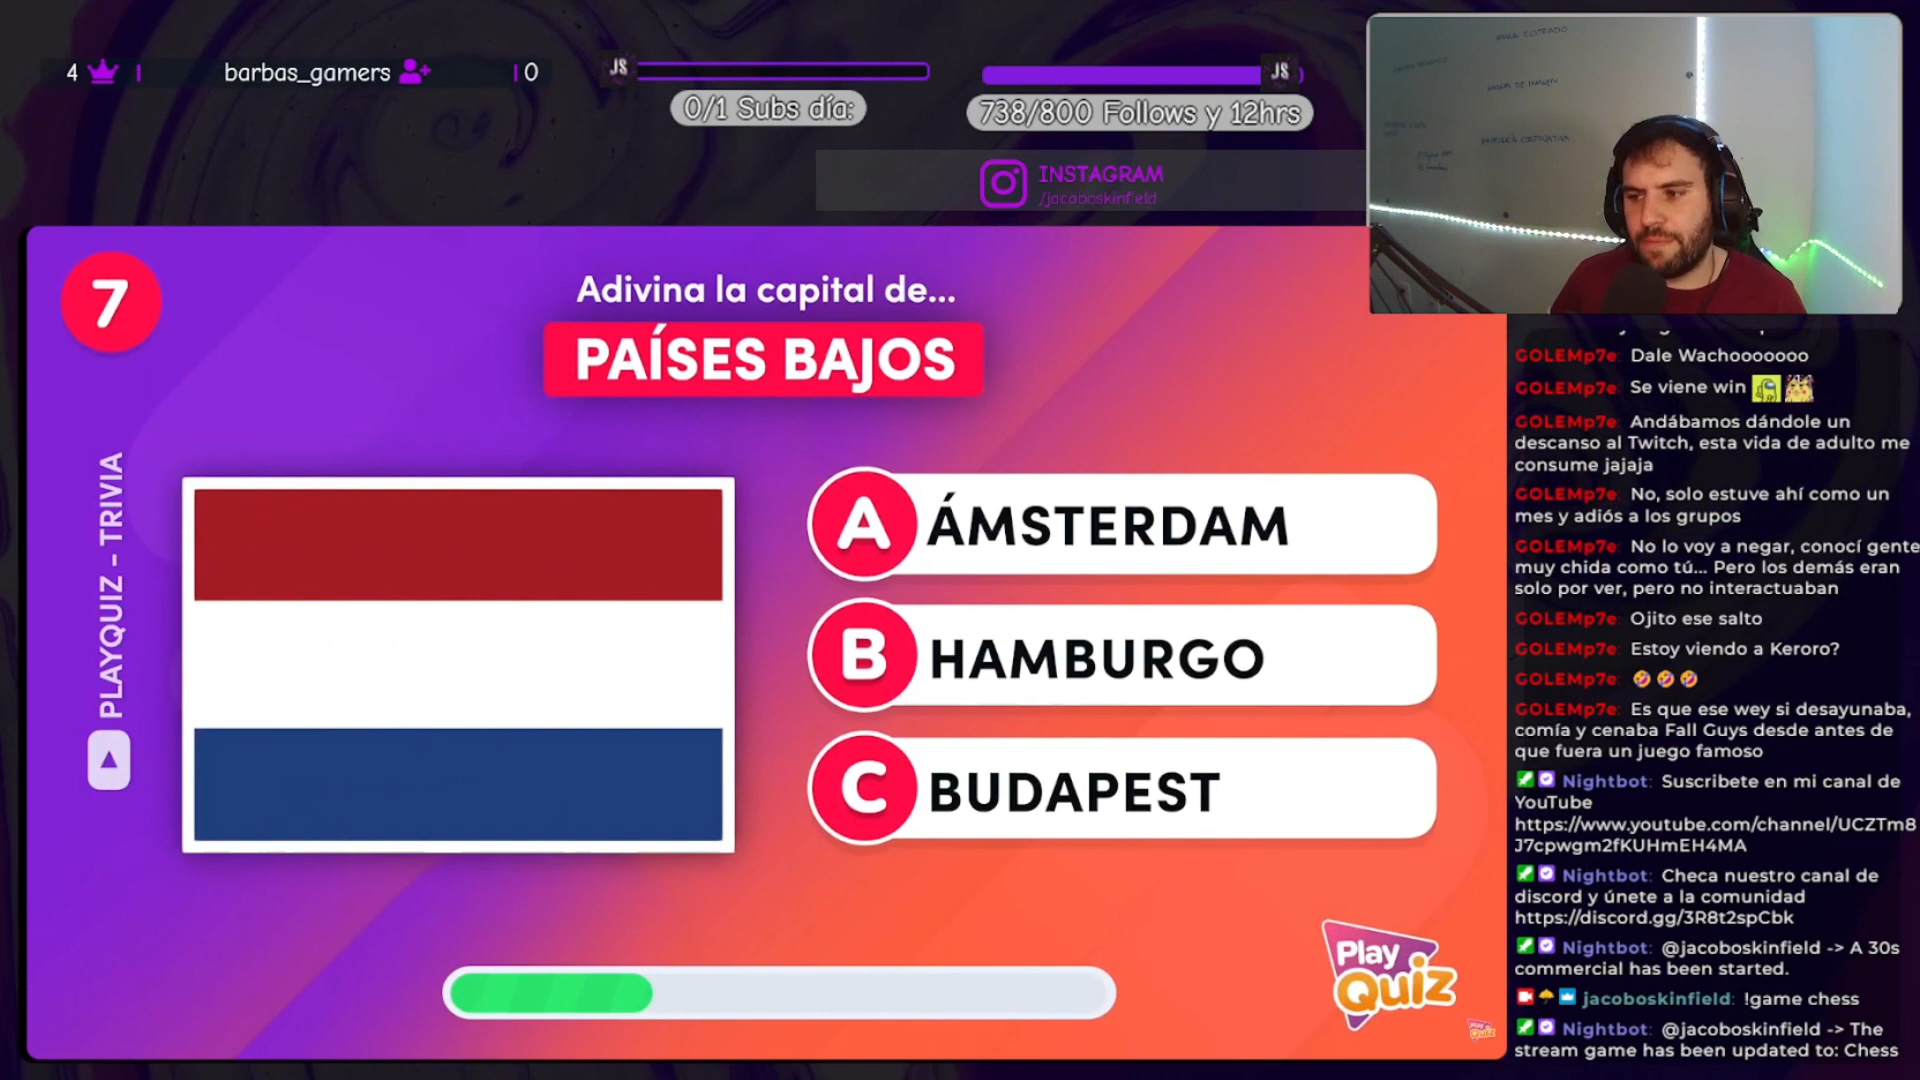 4
barbas_gamers
0
JS
0/1 Subs día:
JS
738/800 Follows y 12hrs
INSTAGRAM
/jacoboskinfield
7
Adivina la capital de...
PAÍSES BAJOS
PLAYQUIZ - TRIVIA
A ÁMSTERDAM
B HAMBURGO
C BUDAPEST
Play
Quiz
GOLEMp7e: Dale Wachooooooo
GOLEMp7e: Se viene win
GOLEMp7e: Andábamos dándole un
descanso al Twitch, esta vida de adulto me
consume jajaja
GOLEMp7e: No, solo estuve ahí como un
mes y adiós a los grupos
GOLEMp7e: No lo voy a negar, conocí gente
muy chida como tú... Pero los demás eran
solo por ver, pero no interactuaban
GOLEMp7e: Ojito ese salto
GOLEMp7e: Estoy viendo a Keroro?
GOLEMp7e: 🤣 🤣 🤣
GOLEMp7e: Es que ese wey si desayunaba,
comía y cenaba Fall Guys desde antes de
que fuera un juego famoso
Nightbot: Suscribete en mi canal de
YouTube
https://www.youtube.com/channel/UCZTm8
J7cpwgm2fKUHmEH4MA
Nightbot: Checa nuestro canal de
discord y únete a la comunidad
https://discord.gg/3R8t2spCbk
Nightbot: @jacoboskinfield -> A 30s
commercial has been started.
jacoboskinfield: !game chess
Nightbot: @jacoboskinfield -> The
stream game has been updated to: Chess